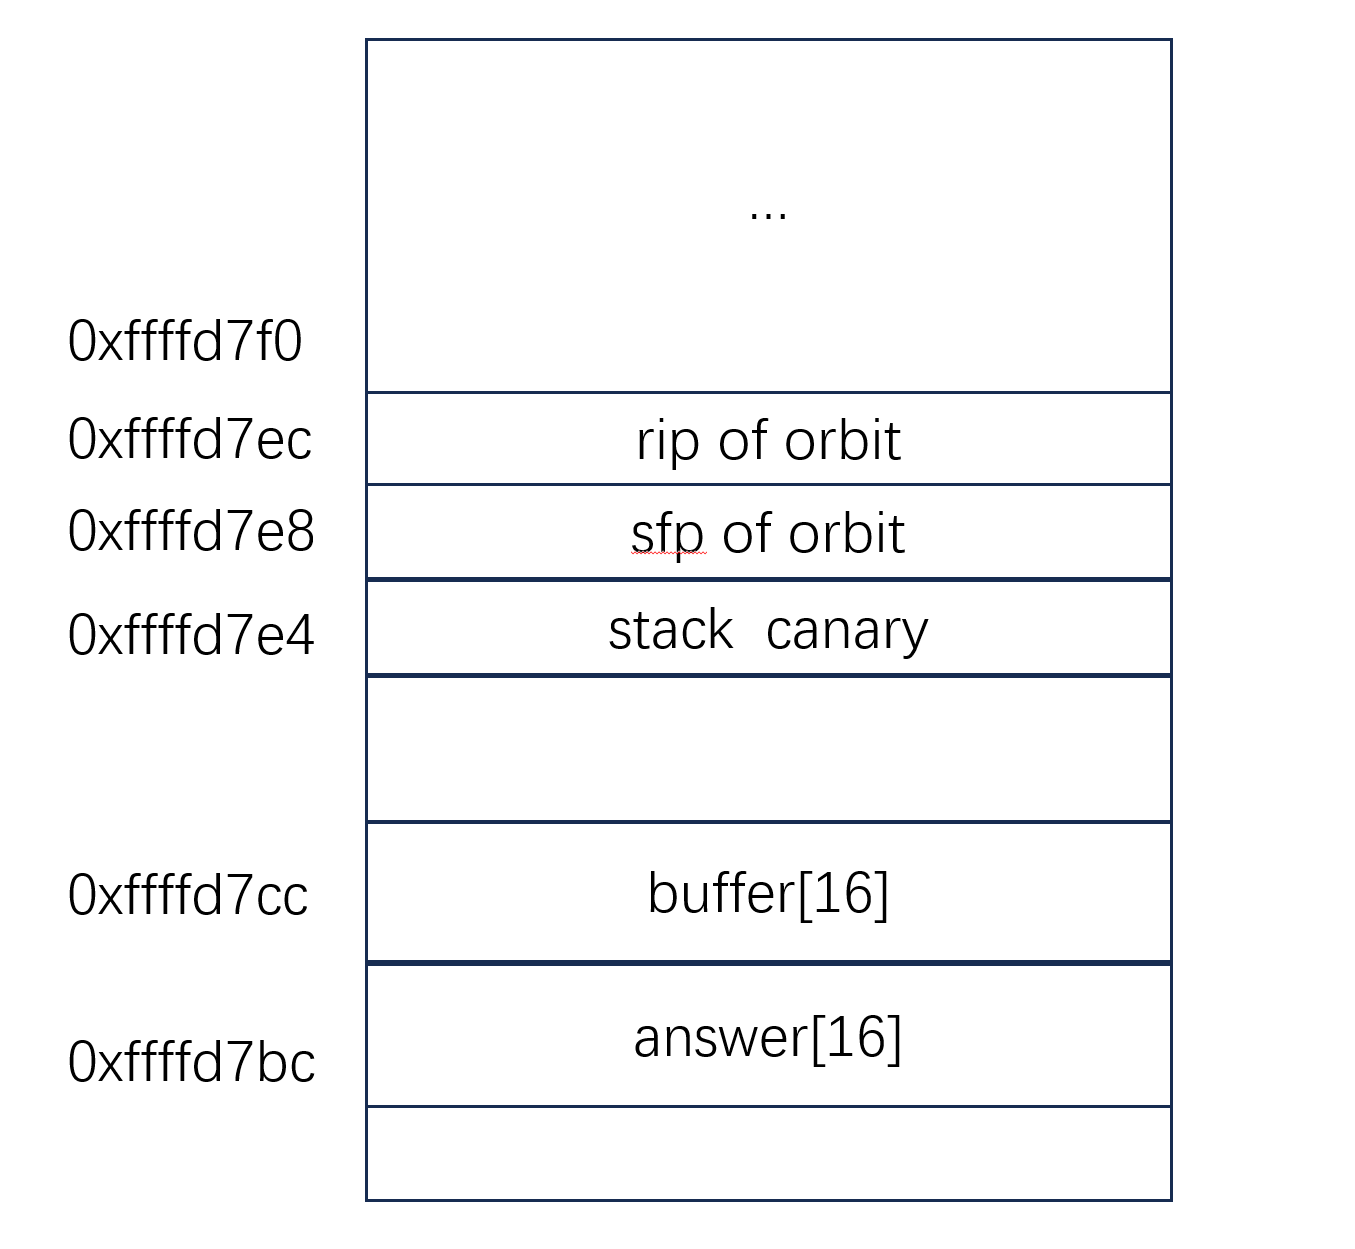 ...
0xffffd7f0
0xffffd7ec rip of orbit
0xffffd7e8 sfp of orbit
0xffffd7e4 stack canary
0xffffd7cc buffer[16]
0xffffd7bc answer[16]